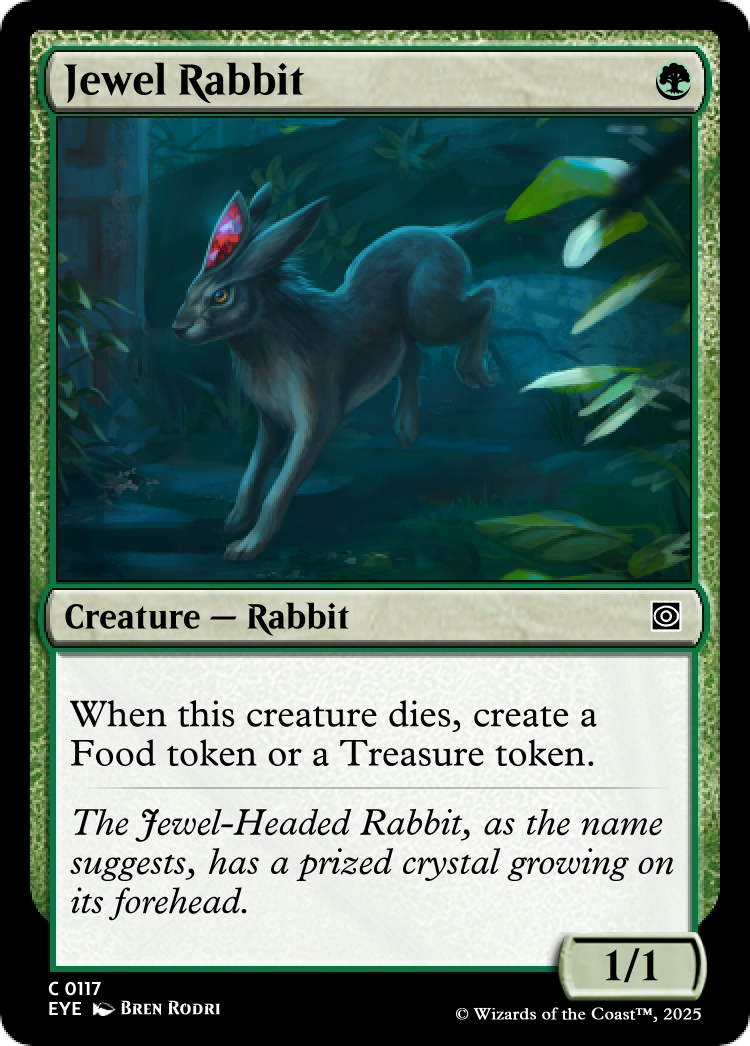 Jewel Rabbit
Creature — Rabbit
When this creature dies, create a
Food token or a Treasure token.
The Jewel-Headed Rabbit, as the name
suggests, has a prized crystal growing on
its forehead.
1/1
C 0117
EYE BREN RODRI
© Wizards of the Coast™, 2025